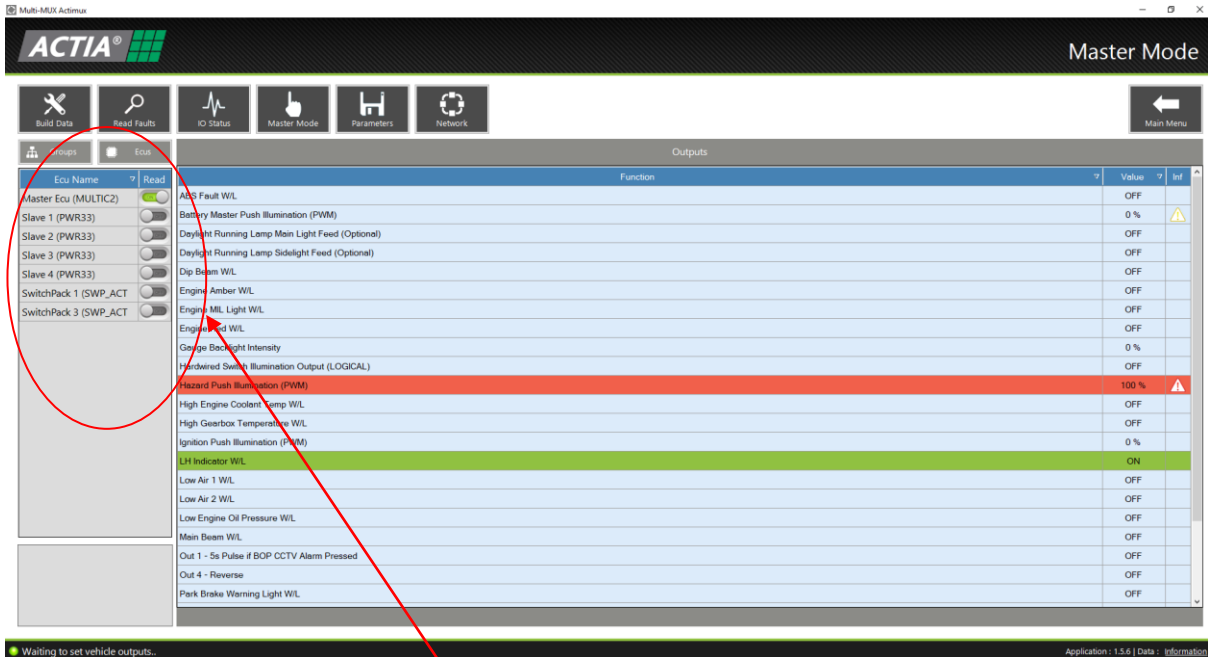 Multi-MUX Actimux
ACTIA®
Master Mode
Build Data Read Faults IO Status Master Mode Parameters Network Main Menu
Groups Ecus Outputs
Ecu Name Read
Master Ecu (MULTIC2)
Slave 1 (PWR33)
Slave 2 (PWR33)
Slave 3 (PWR33)
Slave 4 (PWR33)
SwitchPack 1 (SWP_ACT
SwitchPack 3 (SWP_ACT
Function Value Inf
ABS Fault W/L OFF
Battery Master Push Illumination (PWM) 0 %
Daylight Running Lamp Main Light Feed (Optional) OFF
Daylight Running Lamp Sidelight Feed (Optional) OFF
Dip Beam W/L OFF
Engine Amber W/L OFF
Engine MIL Light W/L OFF
Engine Red W/L OFF
Gauge Backlight Intensity 0 %
Hardwired Switch Illumination Output (LOGICAL) OFF
Hazard Push Illumination (PWM) 100 %
High Engine Coolant Temp W/L OFF
High Gearbox Temperature W/L OFF
Ignition Push Illumination (PWM) 0 %
LH Indicator W/L ON
Low Air 1 W/L OFF
Low Air 2 W/L OFF
Low Engine Oil Pressure W/L OFF
Main Beam W/L OFF
Out 1 - 5s Pulse if BOP CCTV Alarm Pressed OFF
Out 4 - Reverse OFF
Park Brake Warning Light W/L OFF
Waiting to set vehicle outputs.. Application : 1.5.6 | Data : Information